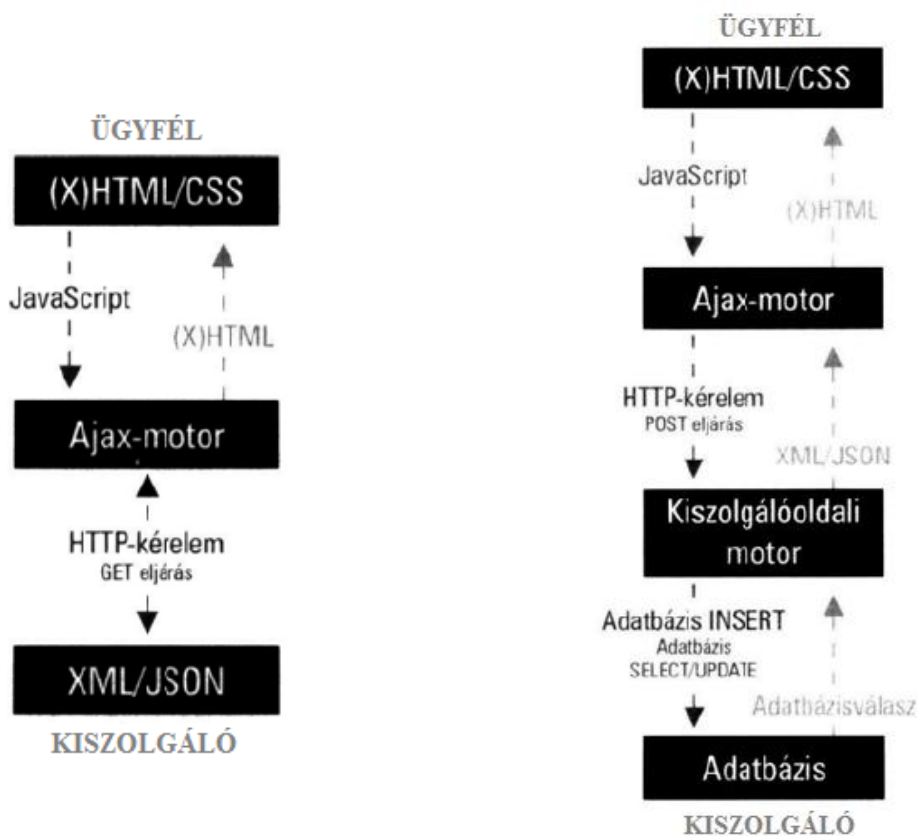 ÜGYFÉL
(X)HTML/CSS
JavaScript
(X)HTML
Ajax-motor
HTTP-kérelem
GET eljárás
XML/JSON
KISZOLGÁLÓ
ÜGYFÉL
(X)HTML/CSS
JavaScript
(X)HTML
Ajax-motor
HTTP-kérelem
POST eljárás
XML/JSON
Kiszolgálóoldali
motor
Adatbázis INSERT
Adatbázis
SELECT/UPDATE
Adatbázisválasz
Adatbázis
KISZOLGÁLÓ